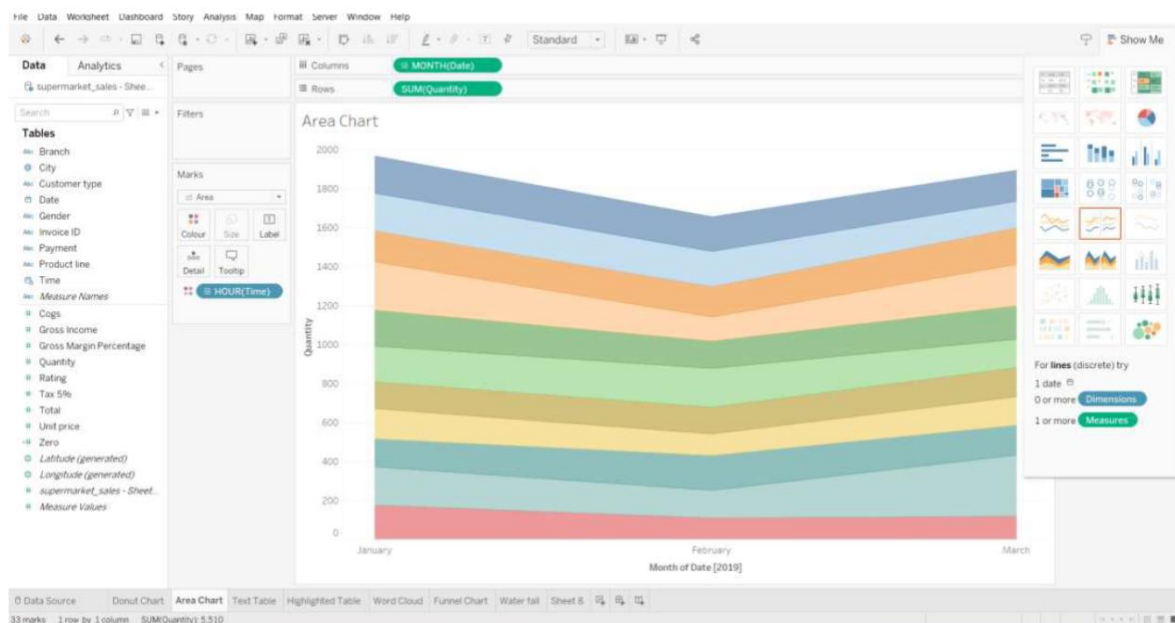 File Data Worksheet Dashboard Story Analysis Map Format Server Window Help
Standard
Show Me
Data Analytics
Pages
Columns
MONTH(Date)
supermarket_sales - Shee...
Rows
SUM(Quantity)
Search
Filters
Area Chart
Tables
Abc Branch
City
Abc Customer type
Date
Abc Gender
Abc Invoice ID
Abc Payment
Abc Product line
Time
Abc Measure Names
# Cogs
# Gross Income
# Gross Margin Percentage
# Quantity
# Rating
# Tax 5%
# Total
# Unit price
# Zero
Latitude (generated)
Longitude (generated)
# supermarket_sales - Sheet...
# Measure Values
Marks
Area
Colour Size Label
Detail Tooltip
HOUR(Time)
2000
1800
1600
1400
1200
1000
800
600
400
200
0
Quantity
January February March
Month of Date [2019]
For lines (discrete) try
1 date
0 or more Dimensions
1 or more Measures
Data Source Donut Chart Area Chart Text Table Highlighted Table Word Cloud Funnel Chart Water fall Sheet 8
33 marks 1 row by 1 column SUM(Quantity): 5,510